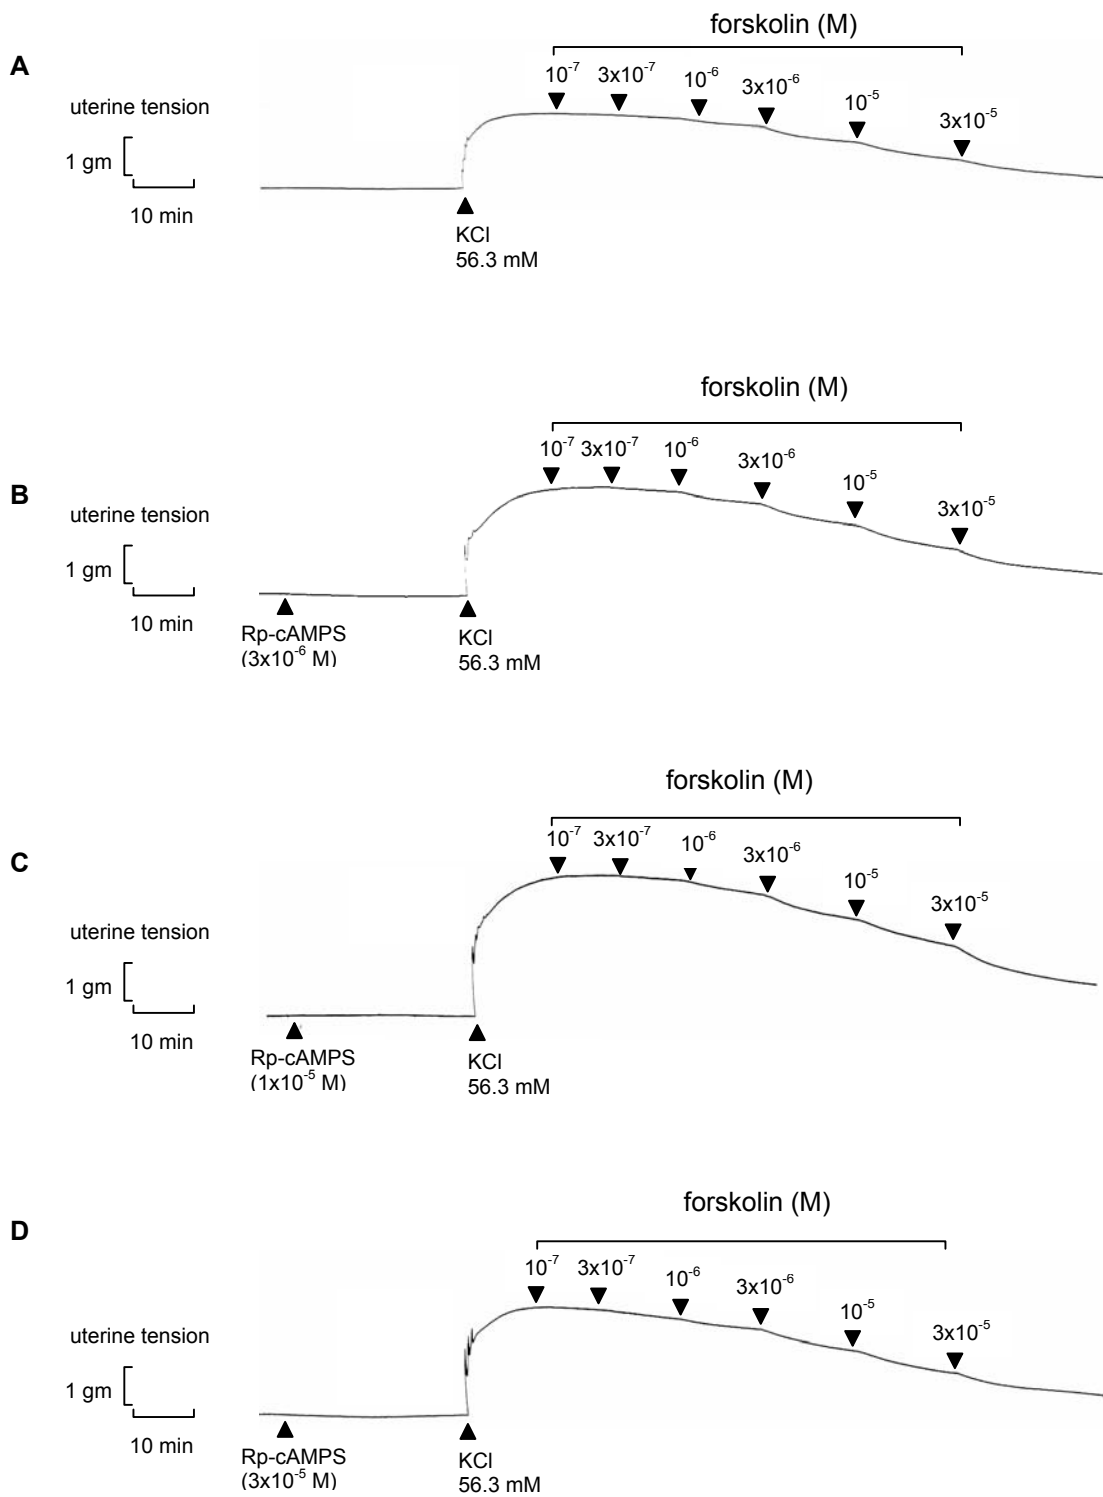 forskolin (M)
A
10⁻⁷ 3x10⁻⁷ 10⁻⁶ 3x10⁻⁶ 10⁻⁵ 3x10⁻⁵
uterine tension
1 gm
10 min
KCl
56.3 mM
forskolin (M)
B
10⁻⁷ 3x10⁻⁷ 10⁻⁶ 3x10⁻⁶ 10⁻⁵ 3x10⁻⁵
uterine tension
1 gm
10 min
Rp-cAMPS
(3x10⁻⁶ M)
KCl
56.3 mM
forskolin (M)
C
10⁻⁷ 3x10⁻⁷ 10⁻⁶ 3x10⁻⁶ 10⁻⁵ 3x10⁻⁵
uterine tension
1 gm
10 min
Rp-cAMPS
(1x10⁻⁵ M)
KCl
56.3 mM
forskolin (M)
D
10⁻⁷ 3x10⁻⁷ 10⁻⁶ 3x10⁻⁶ 10⁻⁵ 3x10⁻⁵
uterine tension
1 gm
10 min
Rp-cAMPS
(3x10⁻⁵ M)
KCl
56.3 mM